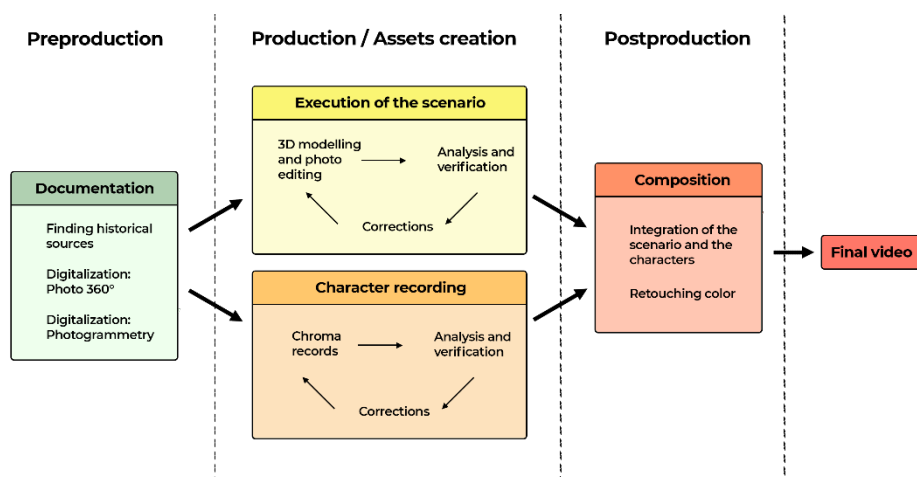 Preproduction
Production / Assets creation
Postproduction
Documentation
Finding historical
sources
Digitalization:
Photo 360°
Digitalization:
Photogrammetry
Execution of the scenario
3D modelling
and photo
editing
Analysis and
verification
Corrections
Character recording
Chroma
records
Analysis and
verification
Corrections
Composition
Integration of the
scenario and the
characters
Retouching color
Final video